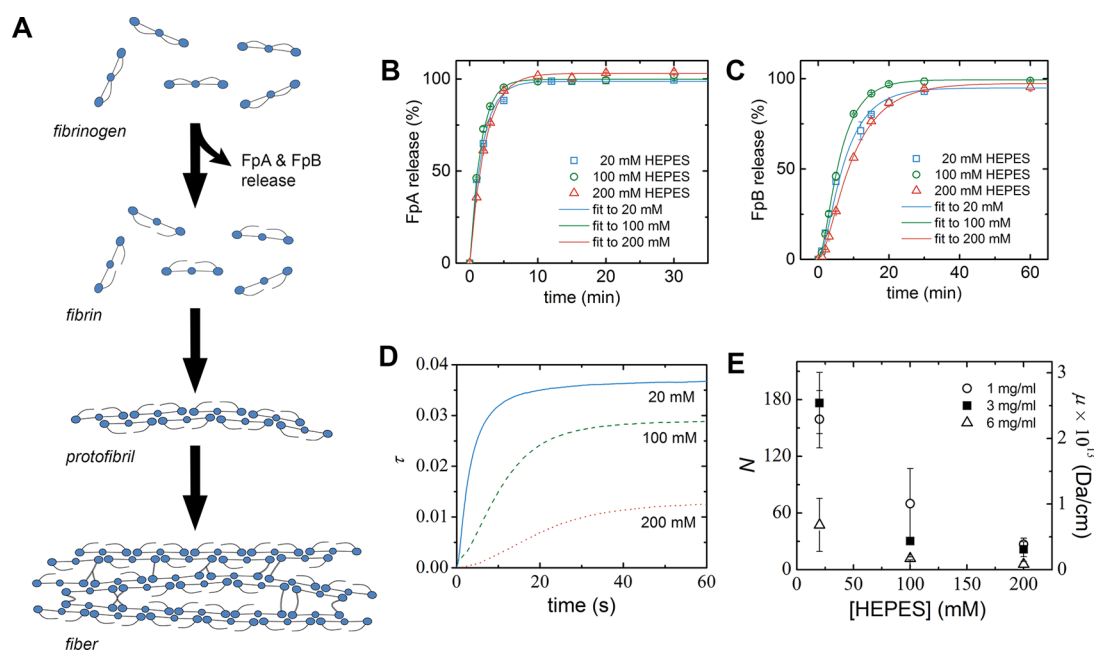 A
fibrinogen
FpA & FpB
release
fibrin
protofibril
fiber
B
FpA release (%)
100
50
0
20 mM HEPES
100 mM HEPES
200 mM HEPES
fit to 20 mM
fit to 100 mM
fit to 200 mM
0 10 20 30
time (min)
C
FpB release (%)
100
50
0
20 mM HEPES
100 mM HEPES
200 mM HEPES
fit to 20 mM
fit to 100 mM
fit to 200 mM
0 20 40 60
time (min)
D
τ
0.04
0.03
0.02
0.01
0.00
20 mM
100 mM
200 mM
0 20 40 60
time (s)
E
N
180
120
60
0
1 mg/ml
3 mg/ml
6 mg/ml
3
2
1
0
μ × 10¹⁵ (Da/cm)
0 50 100 150 200
[HEPES] (mM)